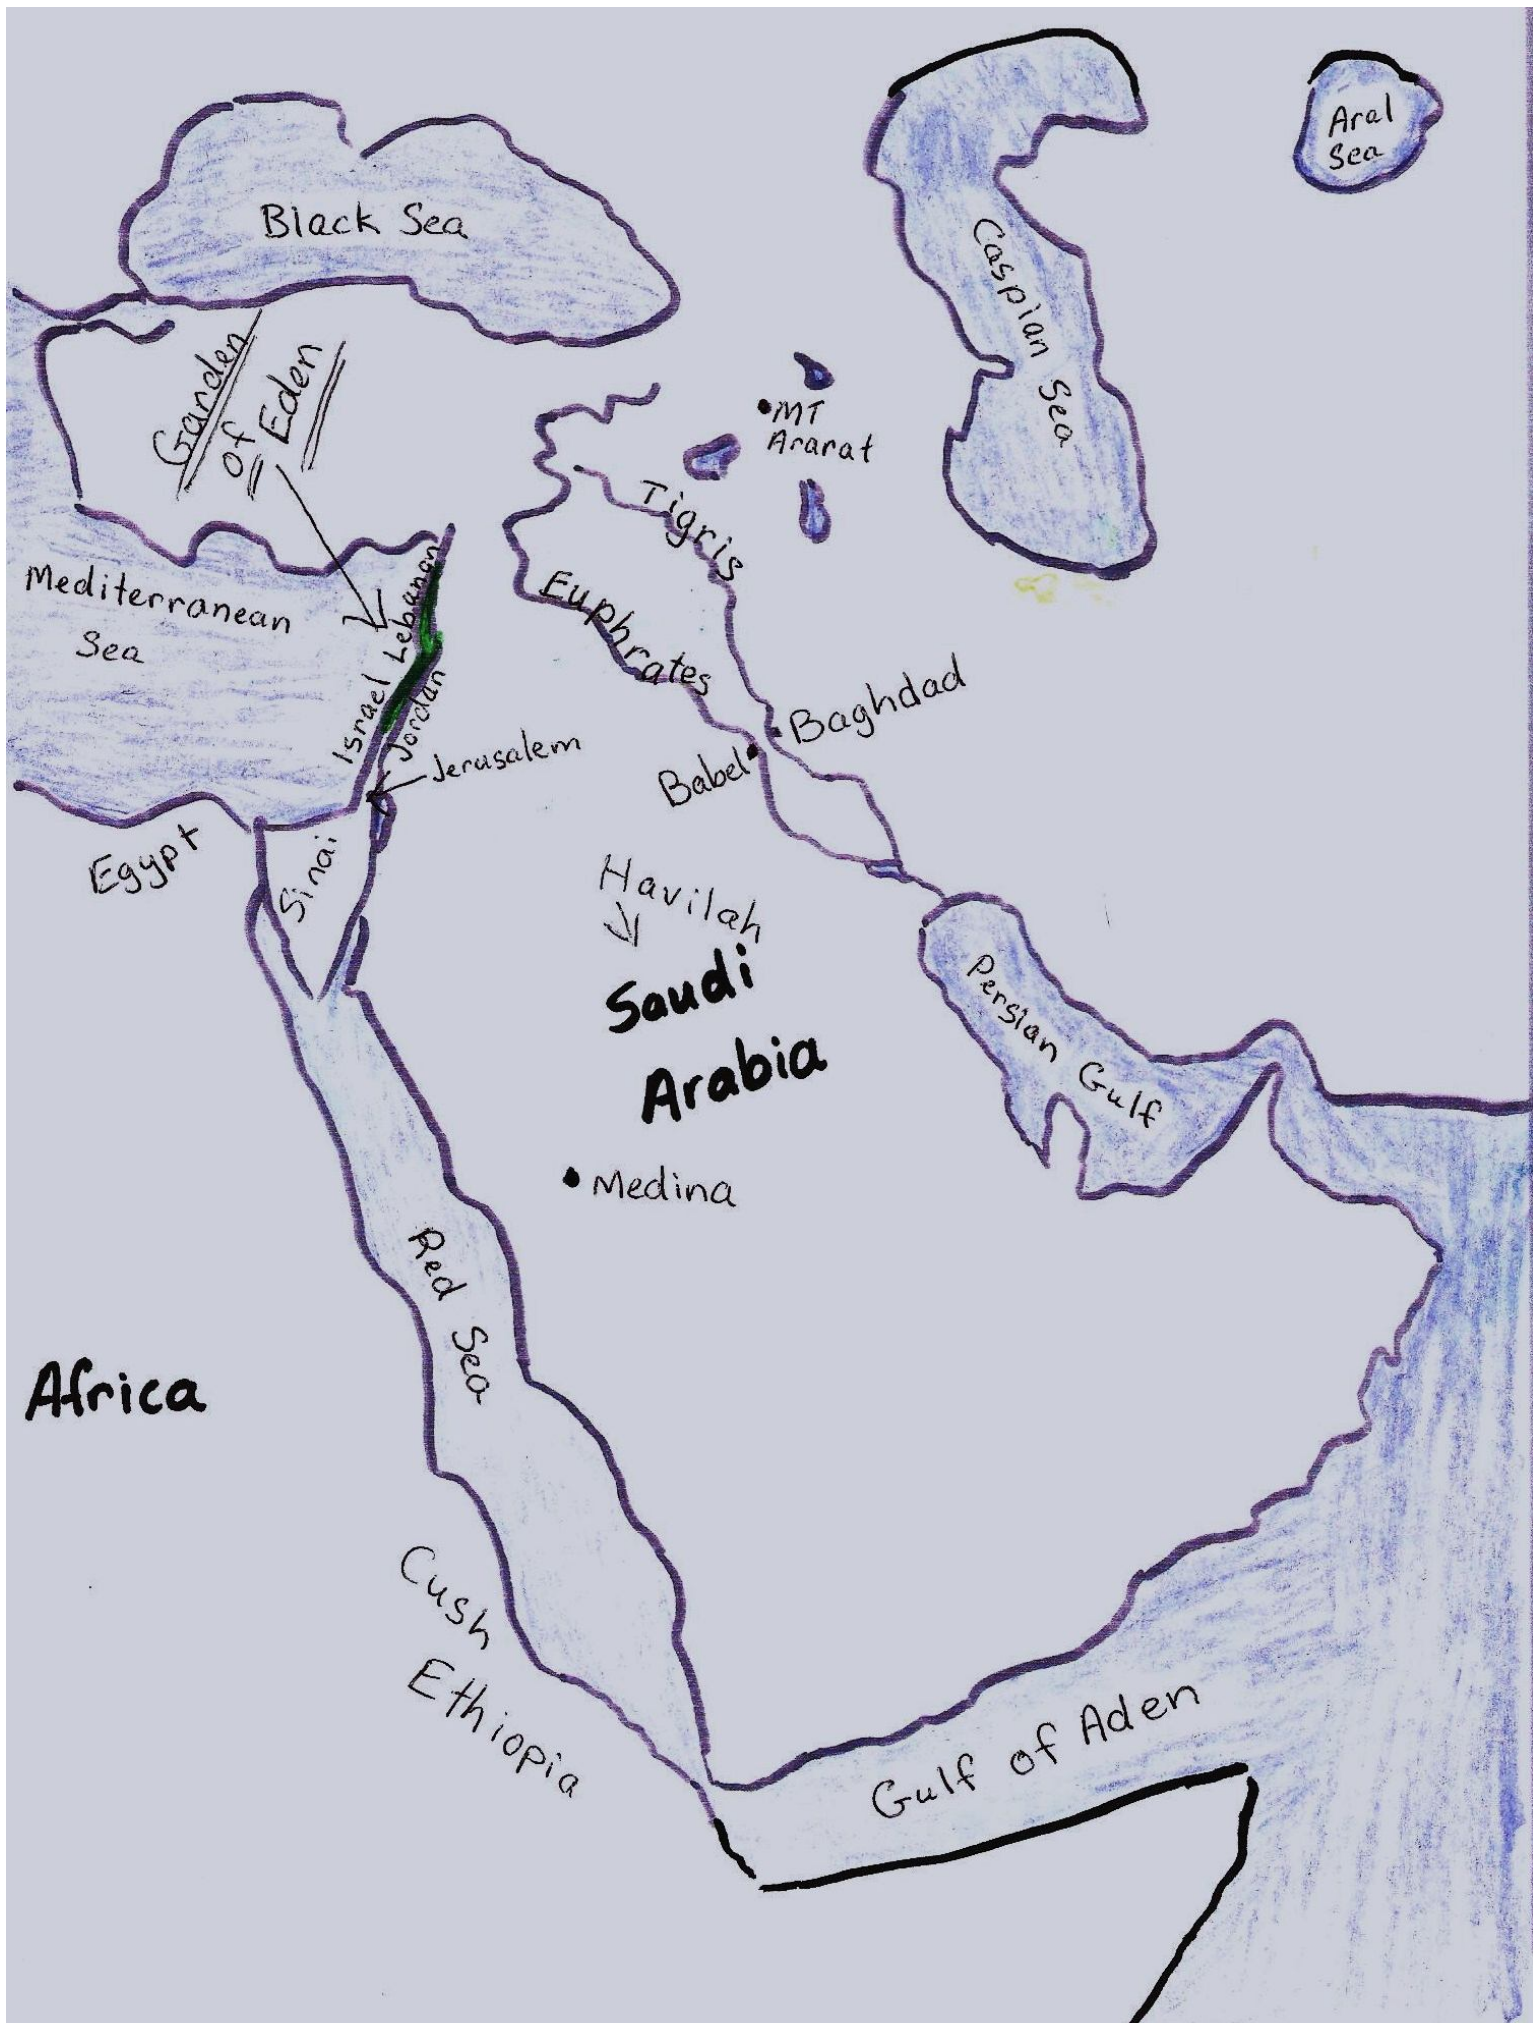 Aral
Sea
Black Sea
Caspian Sea
Garden
of
Eden
MT
Ararat
Tigris
Mediterranean
Sea
Euphrates
Lebanon
Israel
Jordan
Baghdad
Jerusalem
Babel
Egypt
Sinai
Havilah
Saudi
Arabia
Persian Gulf
Medina
Red Sea
Africa
Cush
Ethiopia
Gulf of Aden